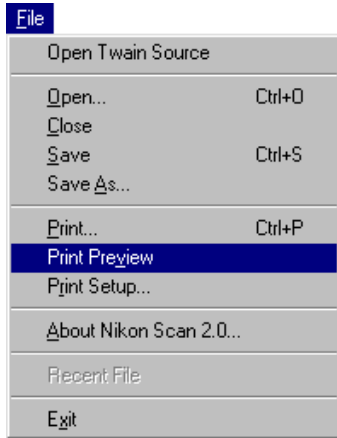 File
Open Twain Source
Open... Ctrl+O
Close
Save Ctrl+S
Save As...
Print... Ctrl+P
Print Preview
Print Setup...
About Nikon Scan 2.0...
Recent File
Exit